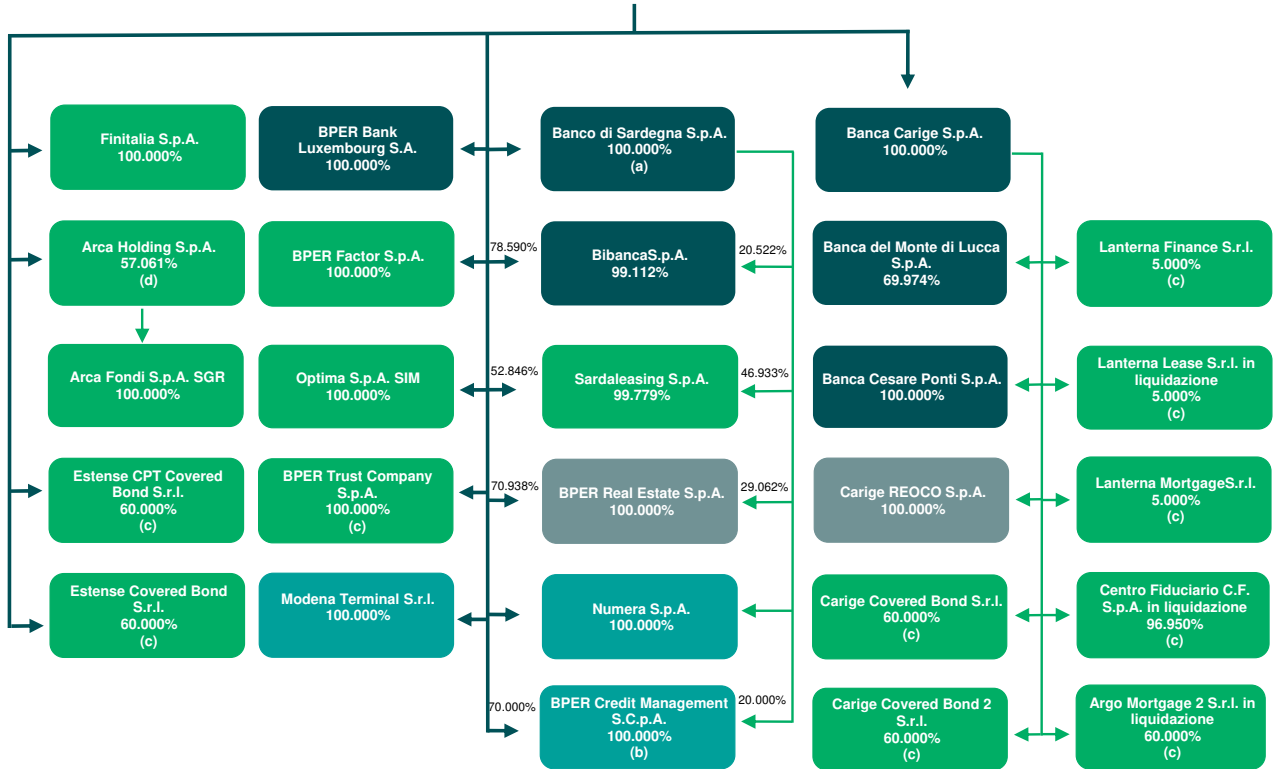 Finitalia S.p.A.
100.000%
BPER Bank
Luxembourg S.A.
100.000%
Banco di Sardegna S.p.A.
100.000%
(a)
Banca Carige S.p.A.
100.000%
Arca Holding S.p.A.
57.061%
(d)
BPER Factor S.p.A.
100.000%
78.590%
BibancaS.p.A.
99.112%
20.522%
Banca del Monte di Lucca
S.p.A.
69.974%
Lanterna Finance S.r.l.
5.000%
(c)
Arca Fondi S.p.A. SGR
100.000%
Optima S.p.A. SIM
100.000%
52.846%
Sardaleasing S.p.A.
99.779%
46.933%
Banca Cesare Ponti S.p.A.
100.000%
Lanterna Lease S.r.l. in
liquidazione
5.000%
(c)
Estense CPT Covered
Bond S.r.l.
60.000%
(c)
BPER Trust Company
S.p.A.
100.000%
(c)
70.938%
BPER Real Estate S.p.A.
100.000%
29.062%
Carige REOCO S.p.A.
100.000%
Lanterna MortgageS.r.l.
5.000%
(c)
Estense Covered Bond
S.r.l.
60.000%
(c)
Modena Terminal S.r.l.
100.000%
Numera S.p.A.
100.000%
Carige Covered Bond S.r.l.
60.000%
(c)
Centro Fiduciario C.F.
S.p.A. in liquidazione
96.950%
(c)
70.000%
BPER Credit Management
S.C.p.A.
100.000%
(b)
20.000%
Carige Covered Bond 2
S.r.l.
60.000%
(c)
Argo Mortgage 2 S.r.l. in
liquidazione
60.000%
(c)